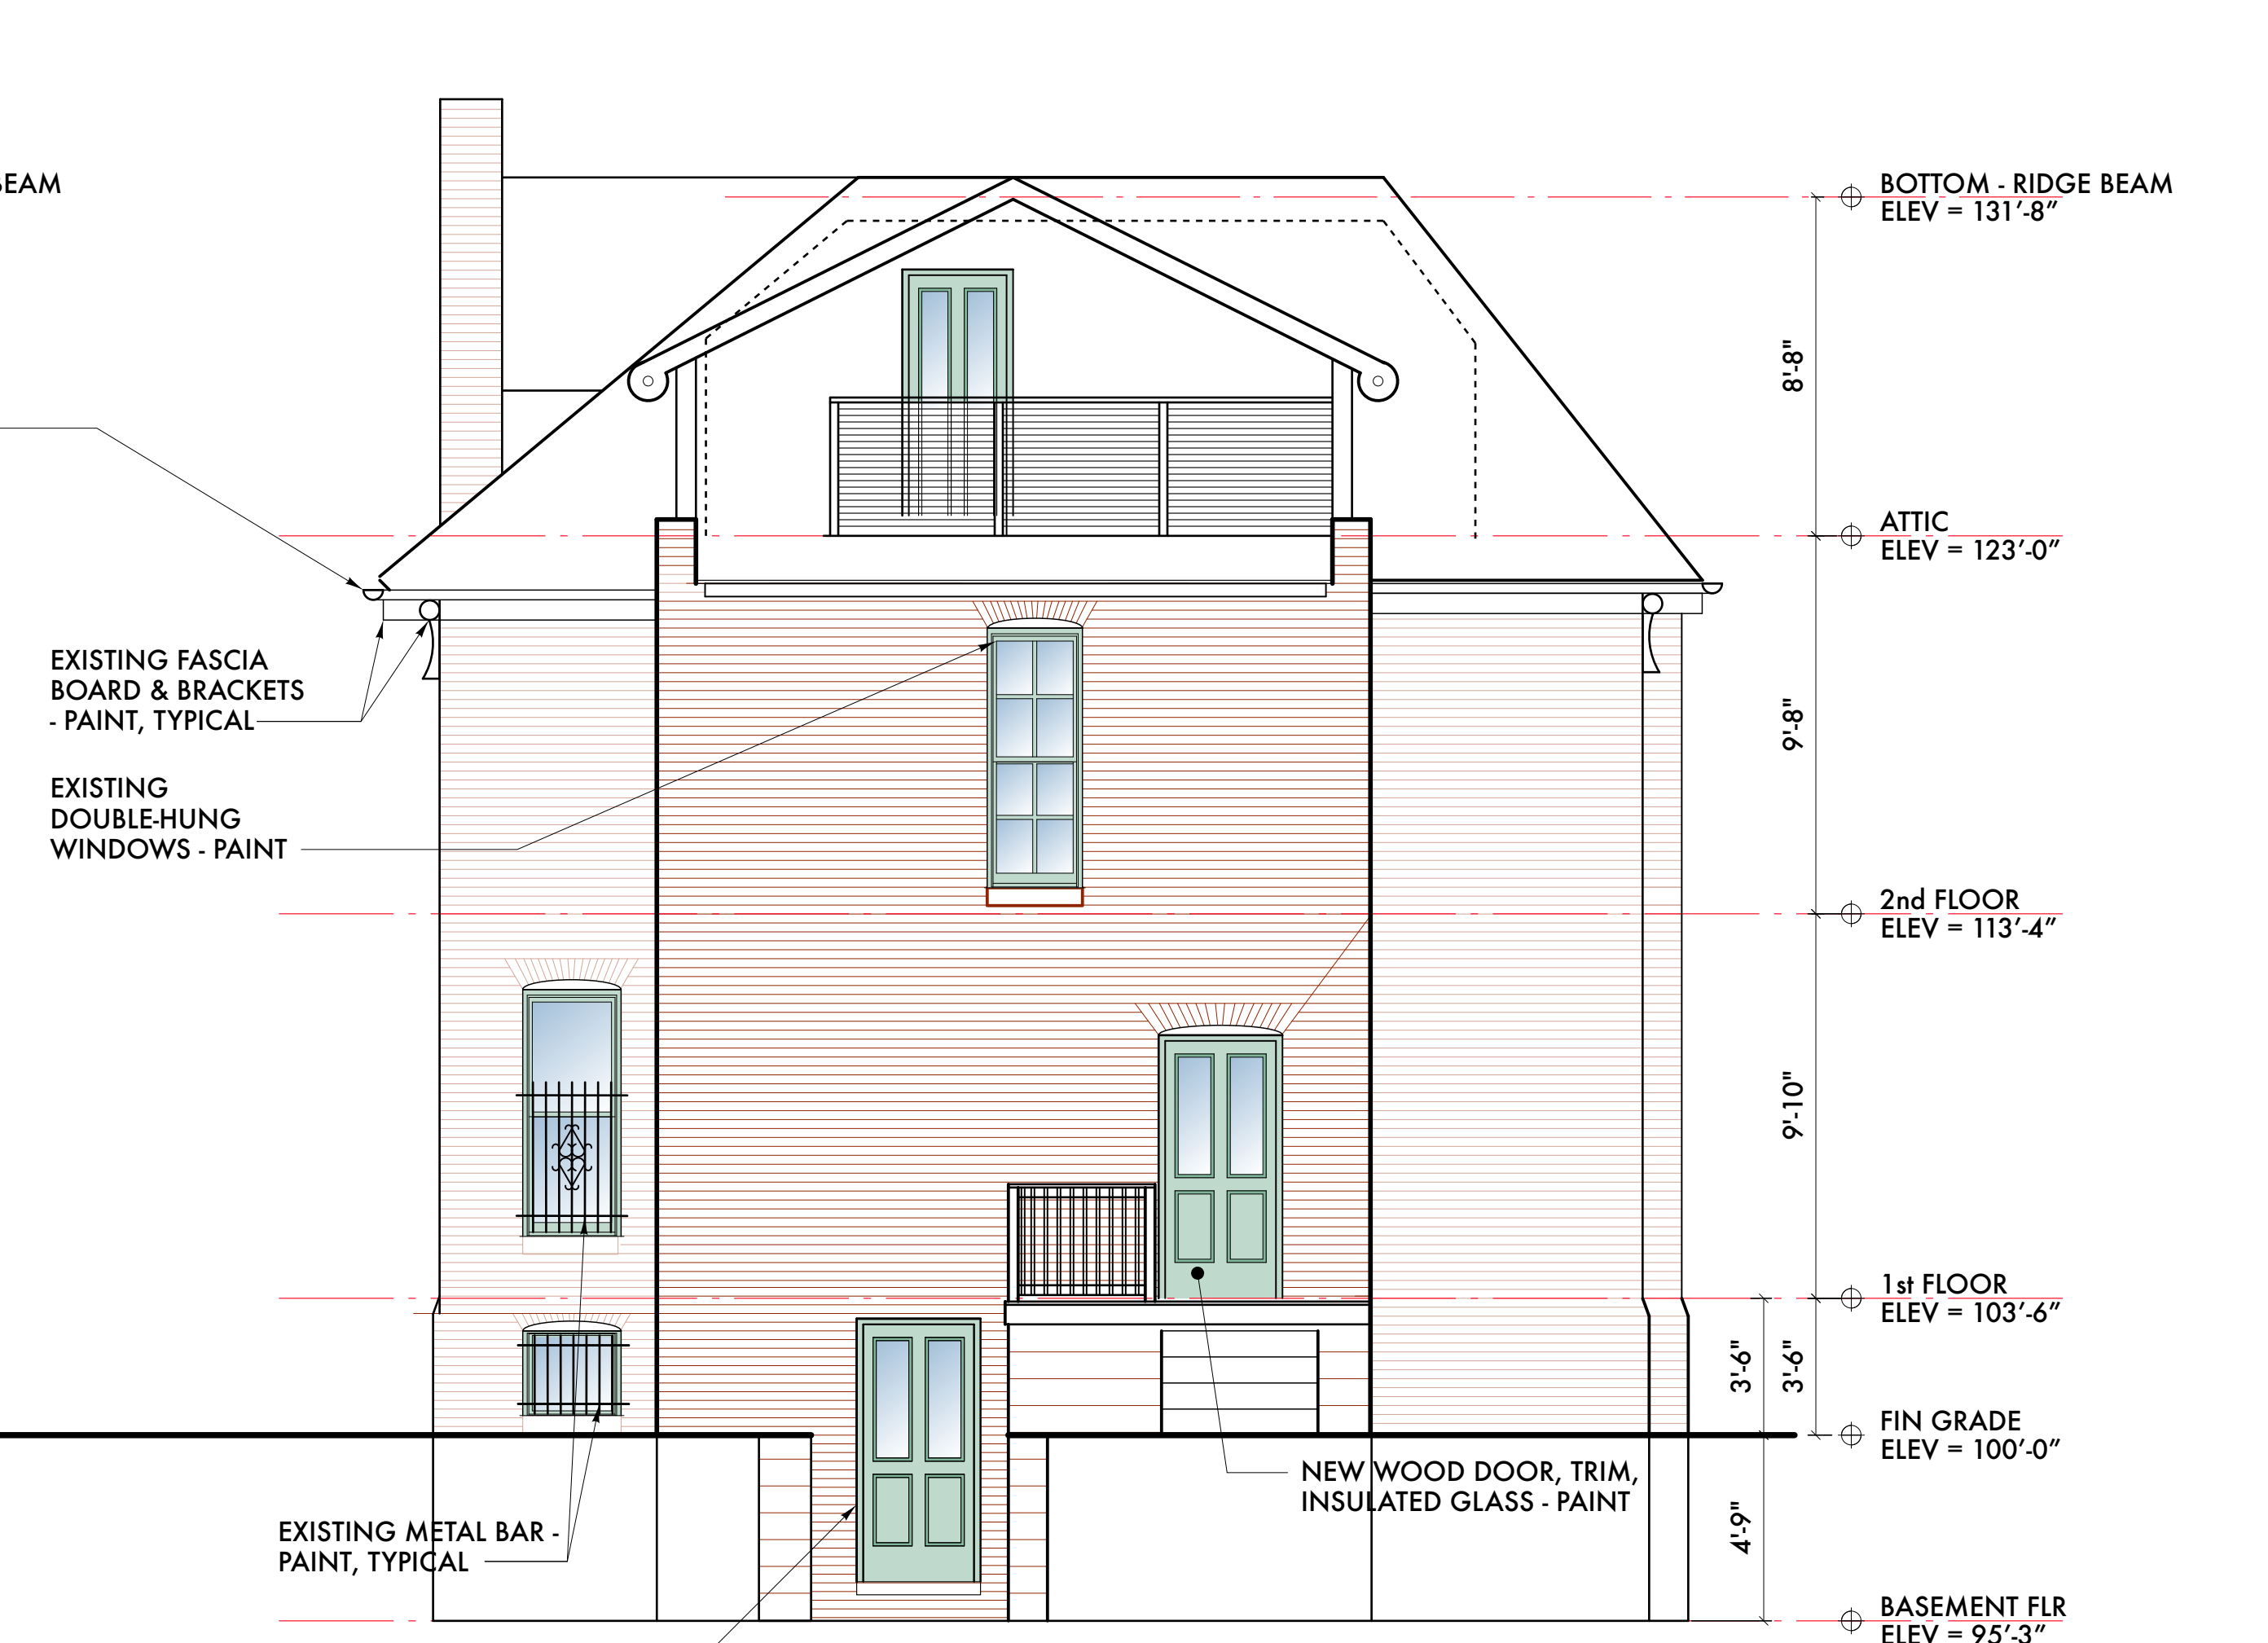 BEAM
BOTTOM - RIDGE BEAM
ELEV = 131'-8"
8'-8"
ATTIC
ELEV = 123'-0"
EXISTING FASCIA
BOARD & BRACKETS
- PAINT, TYPICAL
9'-8"
EXISTING
DOUBLE-HUNG
WINDOWS - PAINT
2nd FLOOR
ELEV = 113'-4"
9'-10"
1st FLOOR
ELEV = 103'-6"
3'-6"
3'-6"
FIN GRADE
ELEV = 100'-0"
NEW WOOD DOOR, TRIM,
INSULATED GLASS - PAINT
EXISTING METAL BAR -
PAINT, TYPICAL
4'-9"
BASEMENT FLR
ELEV = 95'-3"